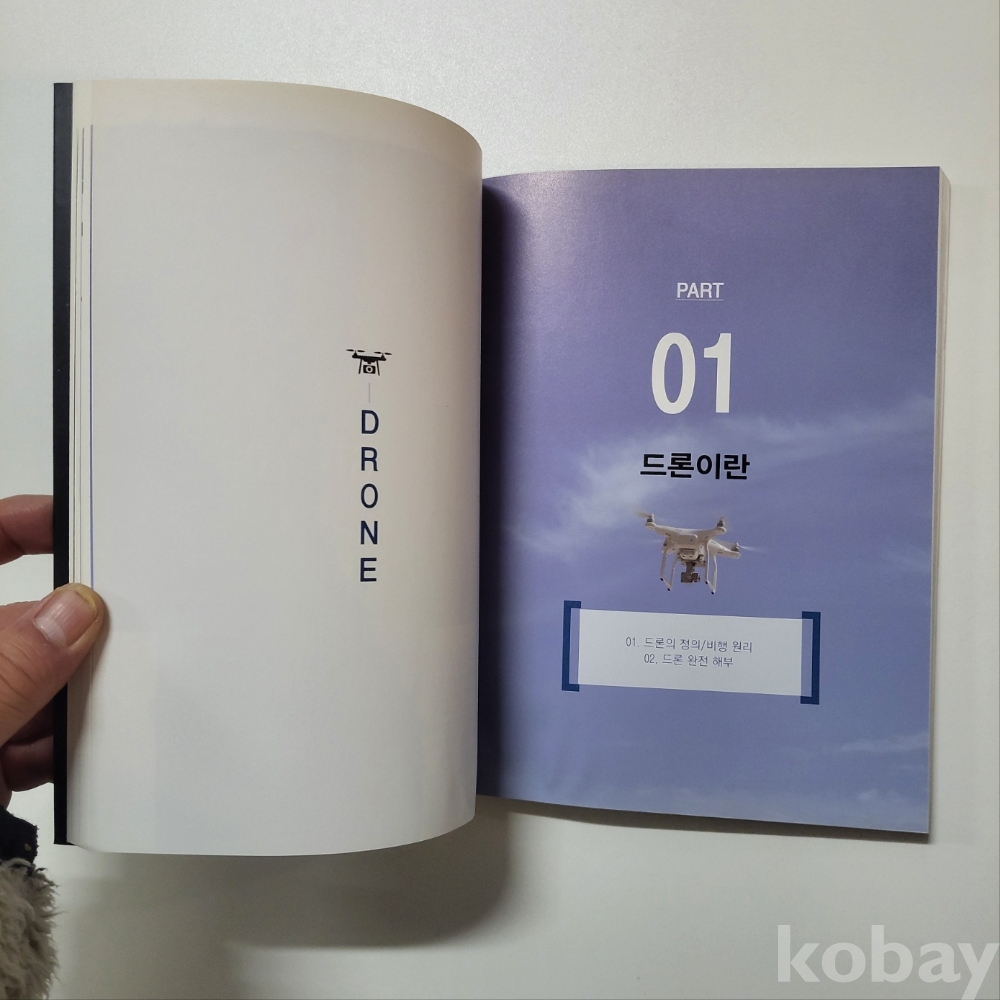 DRONE
PART
01
드론이란
01. 드론의 정의/비행 원리
02. 드론 완전 해부
kobay